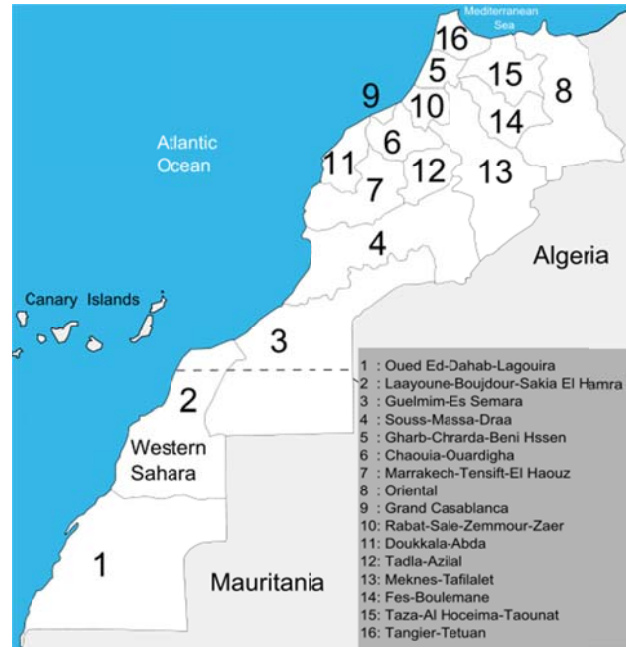 Mediterranean
Sea
16
5
15
8
9
10
14
6
Atlantic
Ocean
11
12
13
7
4
Algeria
Canary Islands
3
2
Western
Sahara
1
Mauritania
1 : Oued Ed-Dahab-Lagouira
2 : Laayoune-Boujdour-Sakia El Hamra
3 : Guelmim-Es Semara
4 : Souss-Massa-Draa
5 : Gharb-Chrarda-Beni Hssen
6 : Chaouia-Ouardigha
7 : Marrakech-Tensift-El Haouz
8 : Oriental
9 : Grand Casablanca
10: Rabat-Sale-Zemmour-Zaer
11: Doukkala-Abda
12: Tadla-Azilal
13: Meknes-Tafilalet
14: Fes-Boulemane
15: Taza-Al Hoceima-Taounat
16: Tangier-Tetuan